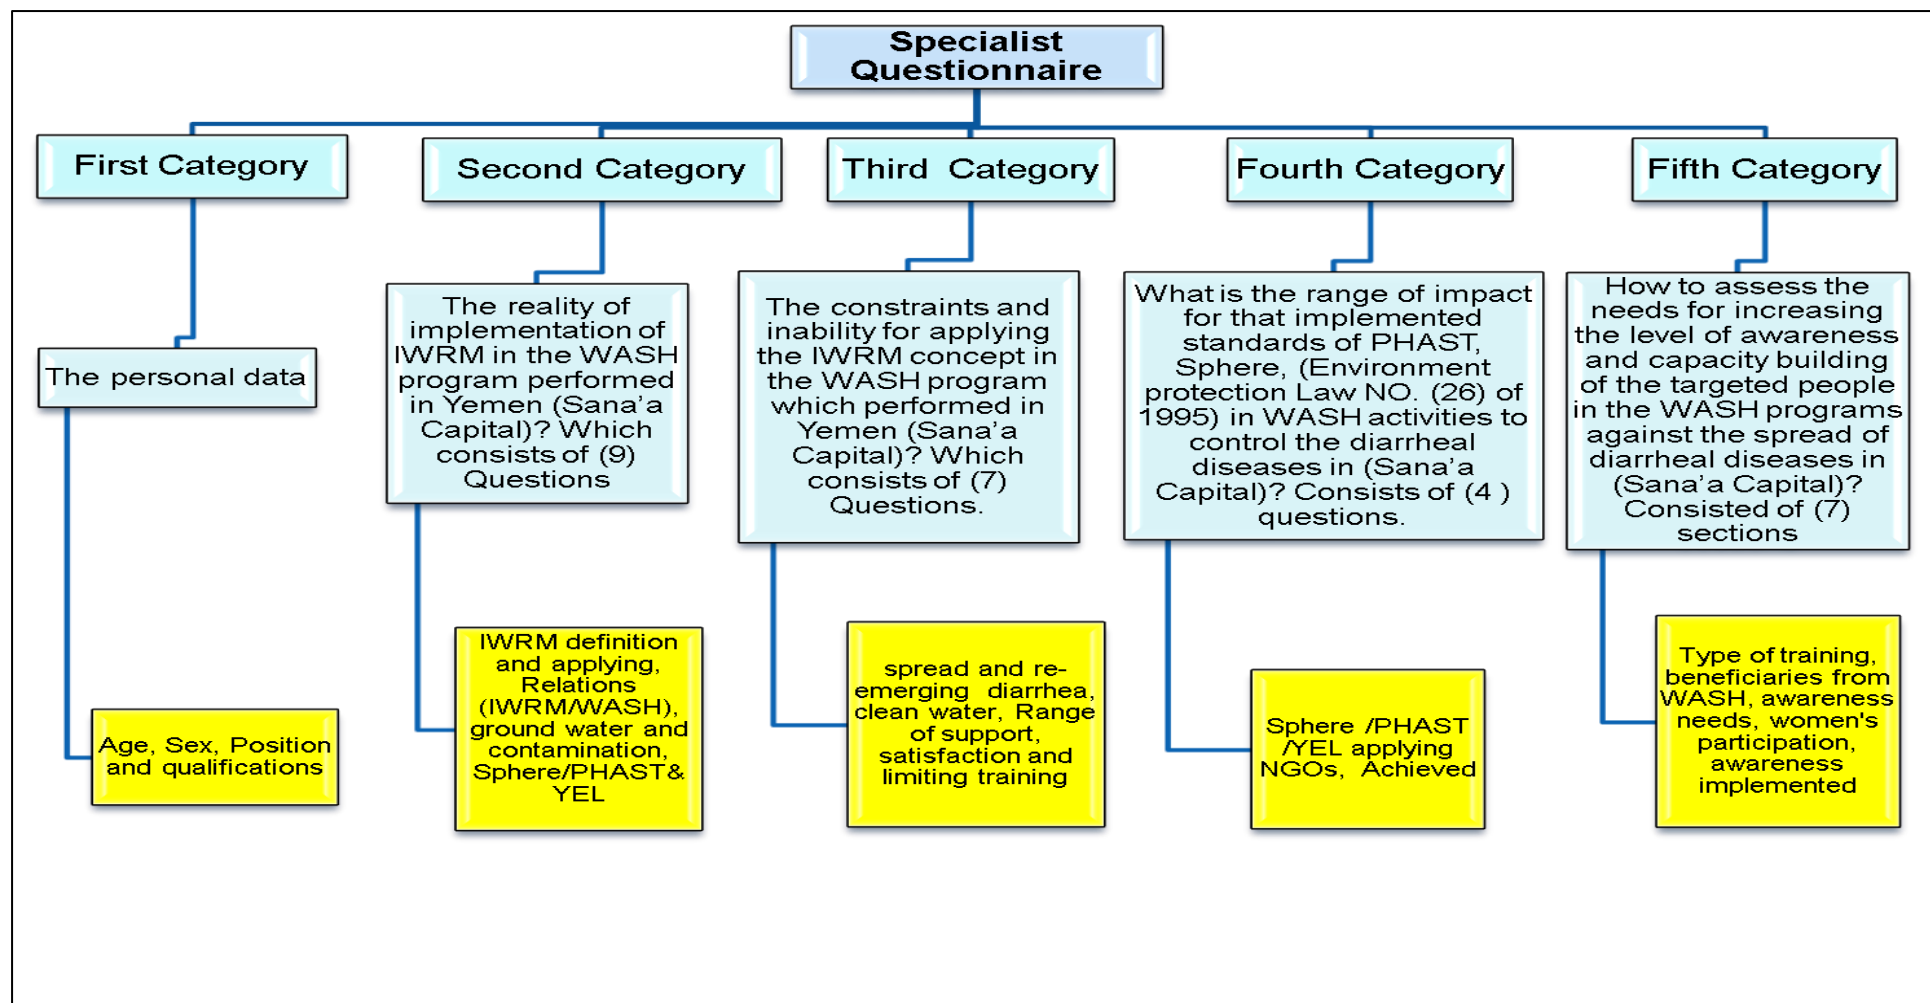 Specialist
Questionnaire
First Category
Second Category
Third Category
Fourth Category
Fifth Category
The personal data
The reality of
implementation of
IWRM in the WASH
program performed
in Yemen (Sana'a
Capital)? Which
consists of (9)
Questions
The constraints and
inability for applying
the IWRM concept in
the WASH program
which performed in
Yemen (Sana'a
Capital)? Which
consists of (7)
Questions.
What is the range of impact
for that implemented
standards of PHAST,
Sphere, (Environment
protection Law NO. (26) of
1995) in WASH activities to
control the diarrheal
diseases in (Sana'a
Capital)? Consists of (4 )
questions.
How to assess the
needs for increasing
the level of awareness
and capacity building
of the targeted people
in the WASH programs
against the spread of
diarrheal diseases in
(Sana'a Capital)?
Consisted of (7)
sections
Age, Sex, Position
and qualifications
IWRM definition
and applying,
Relations
(IWRM/WASH),
ground water and
contamination,
Sphere/PHAST&
YEL
spread and re-
emerging diarrhea,
clean water, Range
of support,
satisfaction and
limiting training
Sphere /PHAST
/YEL applying
NGOs, Achieved
Type of training,
beneficiaries from
WASH, awareness
needs, women's
participation,
awareness
implemented